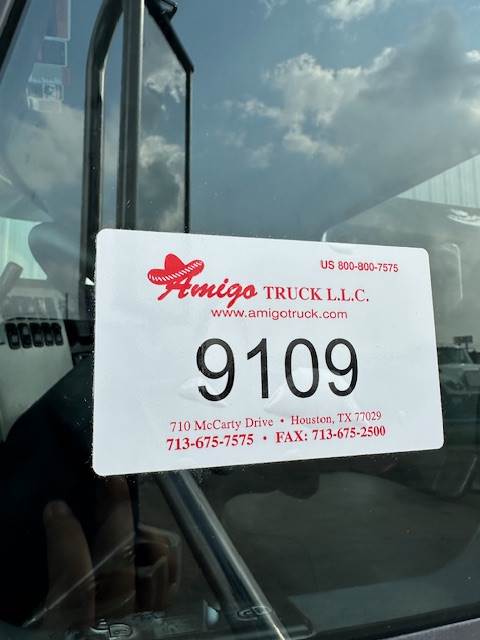 US 800-800-7575
Amigo TRUCK L.L.C.
www.amigotruck.com
9109
710 McCarty Drive • Houston, TX 77029
713-675-7575 • FAX: 713-675-2500